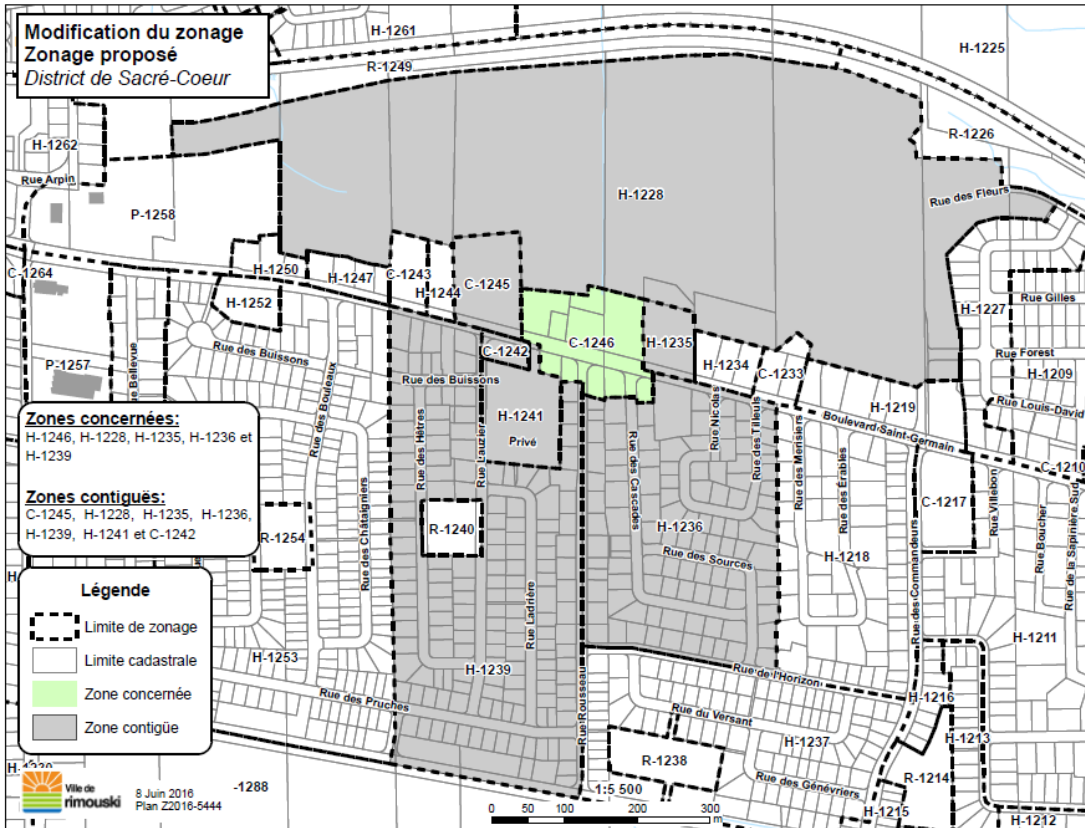 Modification du zonage
Zonage proposé
District de Sacré-Coeur
H-1261
H-1225
R-1249
R-1226
H-1262
Rue Arpin
H-1228
Rue des Fleurs
P-1258
C-1264
H-1250
H-1247
C-1243
H-1244
C-1245
H-1252
H-1227
Rue Gilles
C-1242
C-1246
H-1235
H-1234
C-1233
H-1219
Rue Forest
H-1209
Rue Louis-David
P-1257
Bellevue
Rue des Buissons
Rue des Buissons
Rue des Bouleaux
H-1241
Privé
Rue des Hêtres
Rue Lauzier
Rue Nicolas
Rue des Tilleuls
Boulevard Saint-Germain
C-1210
Zones concernées:
H-1246, H-1228, H-1235, H-1236 et
H-1239
Zones contiguës:
C-1245, H-1228, H-1235, H-1236,
H-1239, H-1241 et C-1242
R-1254
Rue des Châtaigniers
R-1240
Rue des Cascades
H-1236
Rue des Sources
Rue des Merisiers
Rue des Érables
H-1218
C-1217
Rue des Commandeurs
Rue Villebon
Rue Boucher
Rue de la Sapinière Sud
Rue Ladrière
H-1211
Légende
Limite de zonage
Limite cadastrale
Zone concernée
Zone contigüe
H-1253
Rue des Pruches
H-1239
Rue Rousseau
Rue de l'Horizon
Rue du Versant
H-1237
H-1216
H-1213
R-1238
Rue des Génévriers
R-1214
H-1215
H-1212
-1288
Ville de
rimouski
8 Juin 2016
Plan Z2016-5444
1:5 500
0 50 100 200 300
m